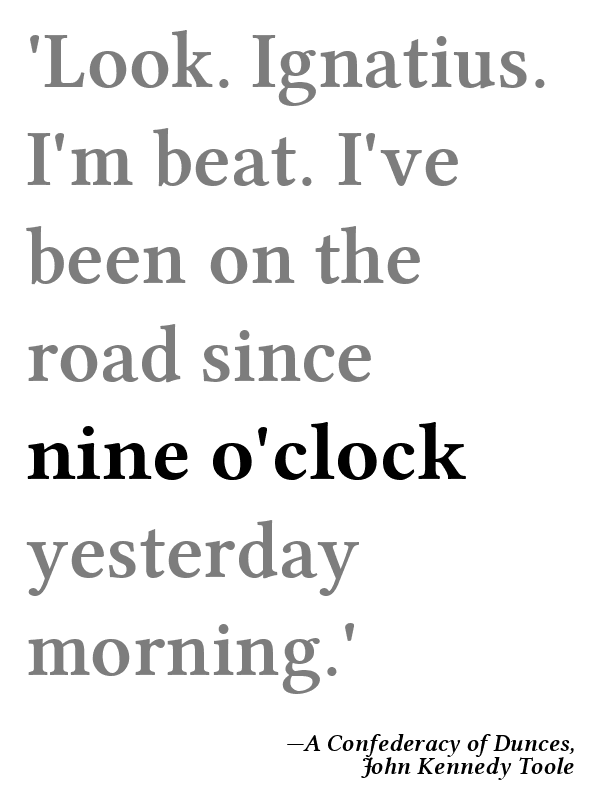 'Look. Ignatius.
I'm beat. I've
been on the
road since
nine o'clock
yesterday
morning.'
—A Confederacy of Dunces,
John Kennedy Toole